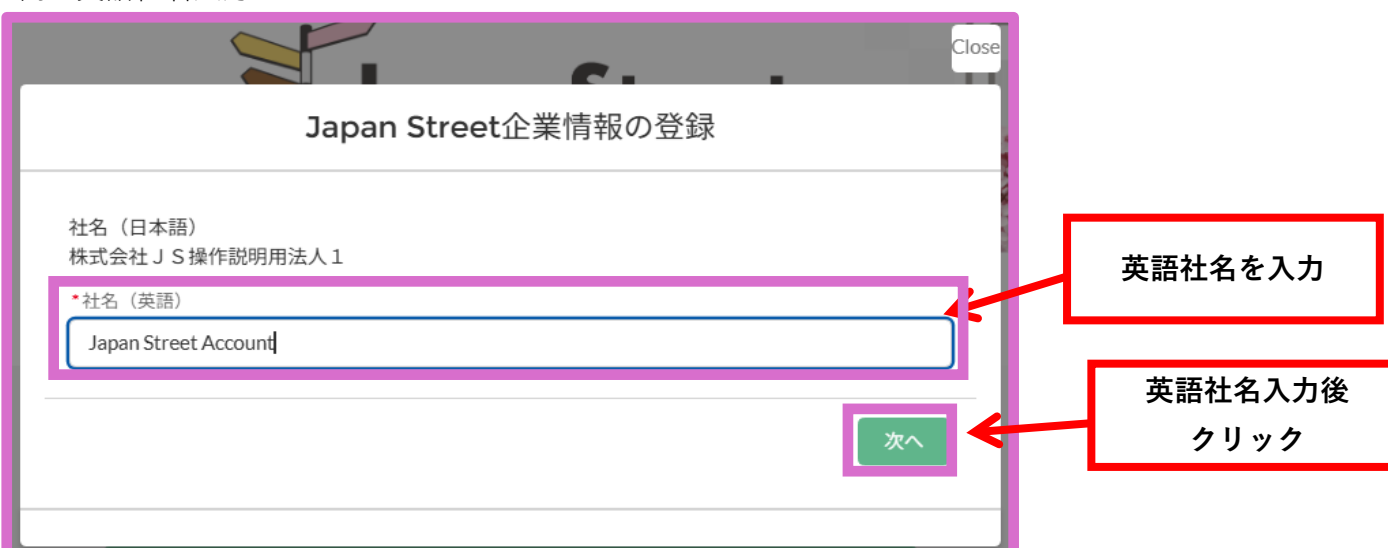 Close
Japan Street企業情報の登録
社名（日本語）
株式会社ＪＳ操作説明用法人１
*社名（英語）
Japan Street Account
次へ
英語社名を入力
英語社名入力後
クリック